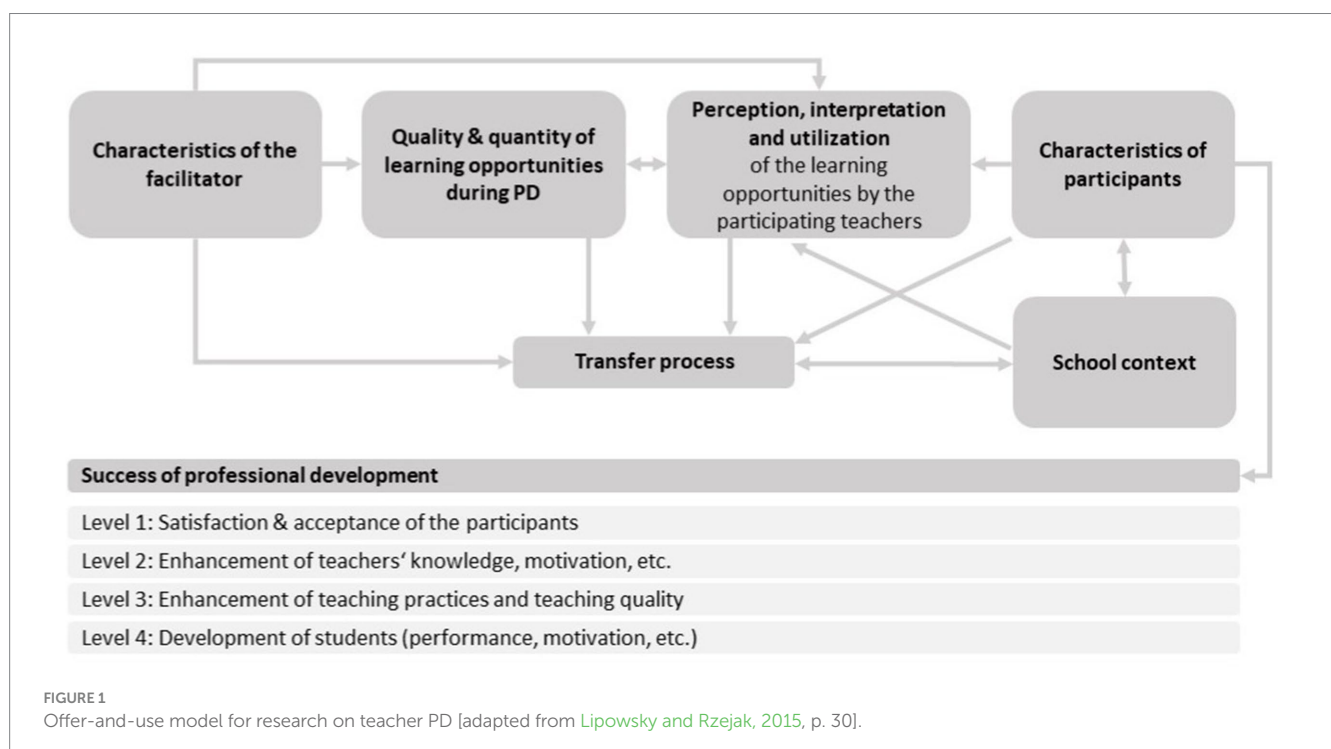 Characteristics of the
facilitator
Quality & quantity of
learning opportunities
during PD
Perception, interpretation
and utilization
of the learning
opportunities by the
participating teachers
Characteristics of
participants
Transfer process
School context
Success of professional development
Level 1: Satisfaction & acceptance of the participants
Level 2: Enhancement of teachers‘ knowledge, motivation, etc.
Level 3: Enhancement of teaching practices and teaching quality
Level 4: Development of students (performance, motivation, etc.)
FIGURE 1
Offer-and-use model for research on teacher PD [adapted from Lipowsky and Rzejak, 2015, p. 30].